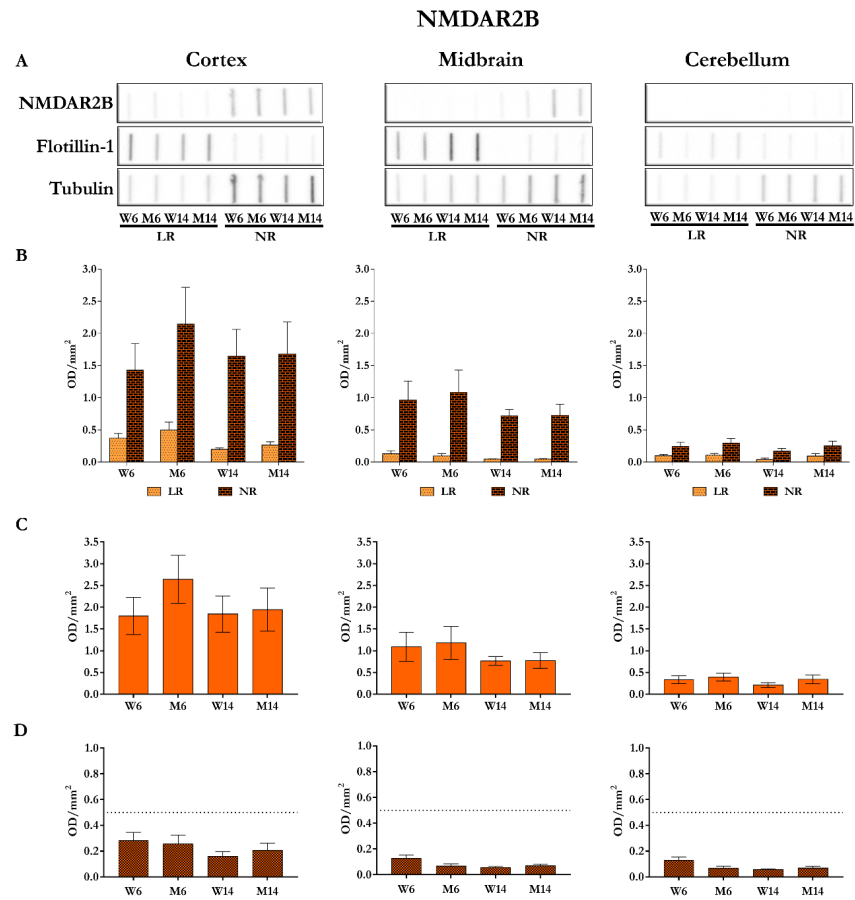 NMDAR2B
A Cortex Midbrain Cerebellum
NMDAR2B
Flotillin-1
Tubulin
W6 M6 W14 M14 W6 M6 W14 M14 W6 M6 W14 M14 W6 M6 W14 M14 W6 M6 W14 M14 W6 M6 W14 M14
LR NR LR NR LR NR
B
OD/mm²
3.0
2.5
2.0
1.5
1.0
0.5
0.0
W6 M6 W14 M14
LR NR
OD/mm²
3.0
2.5
2.0
1.5
1.0
0.5
0.0
W6 M6 W14 M14
LR NR
OD/mm²
3.0
2.5
2.0
1.5
1.0
0.5
0.0
W6 M6 W14 M14
LR NR
C
OD/mm²
3.5
3.0
2.5
2.0
1.5
1.0
0.5
0.0
W6 M6 W14 M14
OD/mm²
3.5
3.0
2.5
2.0
1.5
1.0
0.5
0.0
W6 M6 W14 M14
OD/mm²
3.5
3.0
2.5
2.0
1.5
1.0
0.5
0.0
W6 M6 W14 M14
D
OD/mm²
1.0
0.8
0.6
0.4
0.2
0.0
W6 M6 W14 M14
OD/mm²
1.0
0.8
0.6
0.4
0.2
0.0
W6 M6 W14 M14
OD/mm²
1.0
0.8
0.6
0.4
0.2
0.0
W6 M6 W14 M14